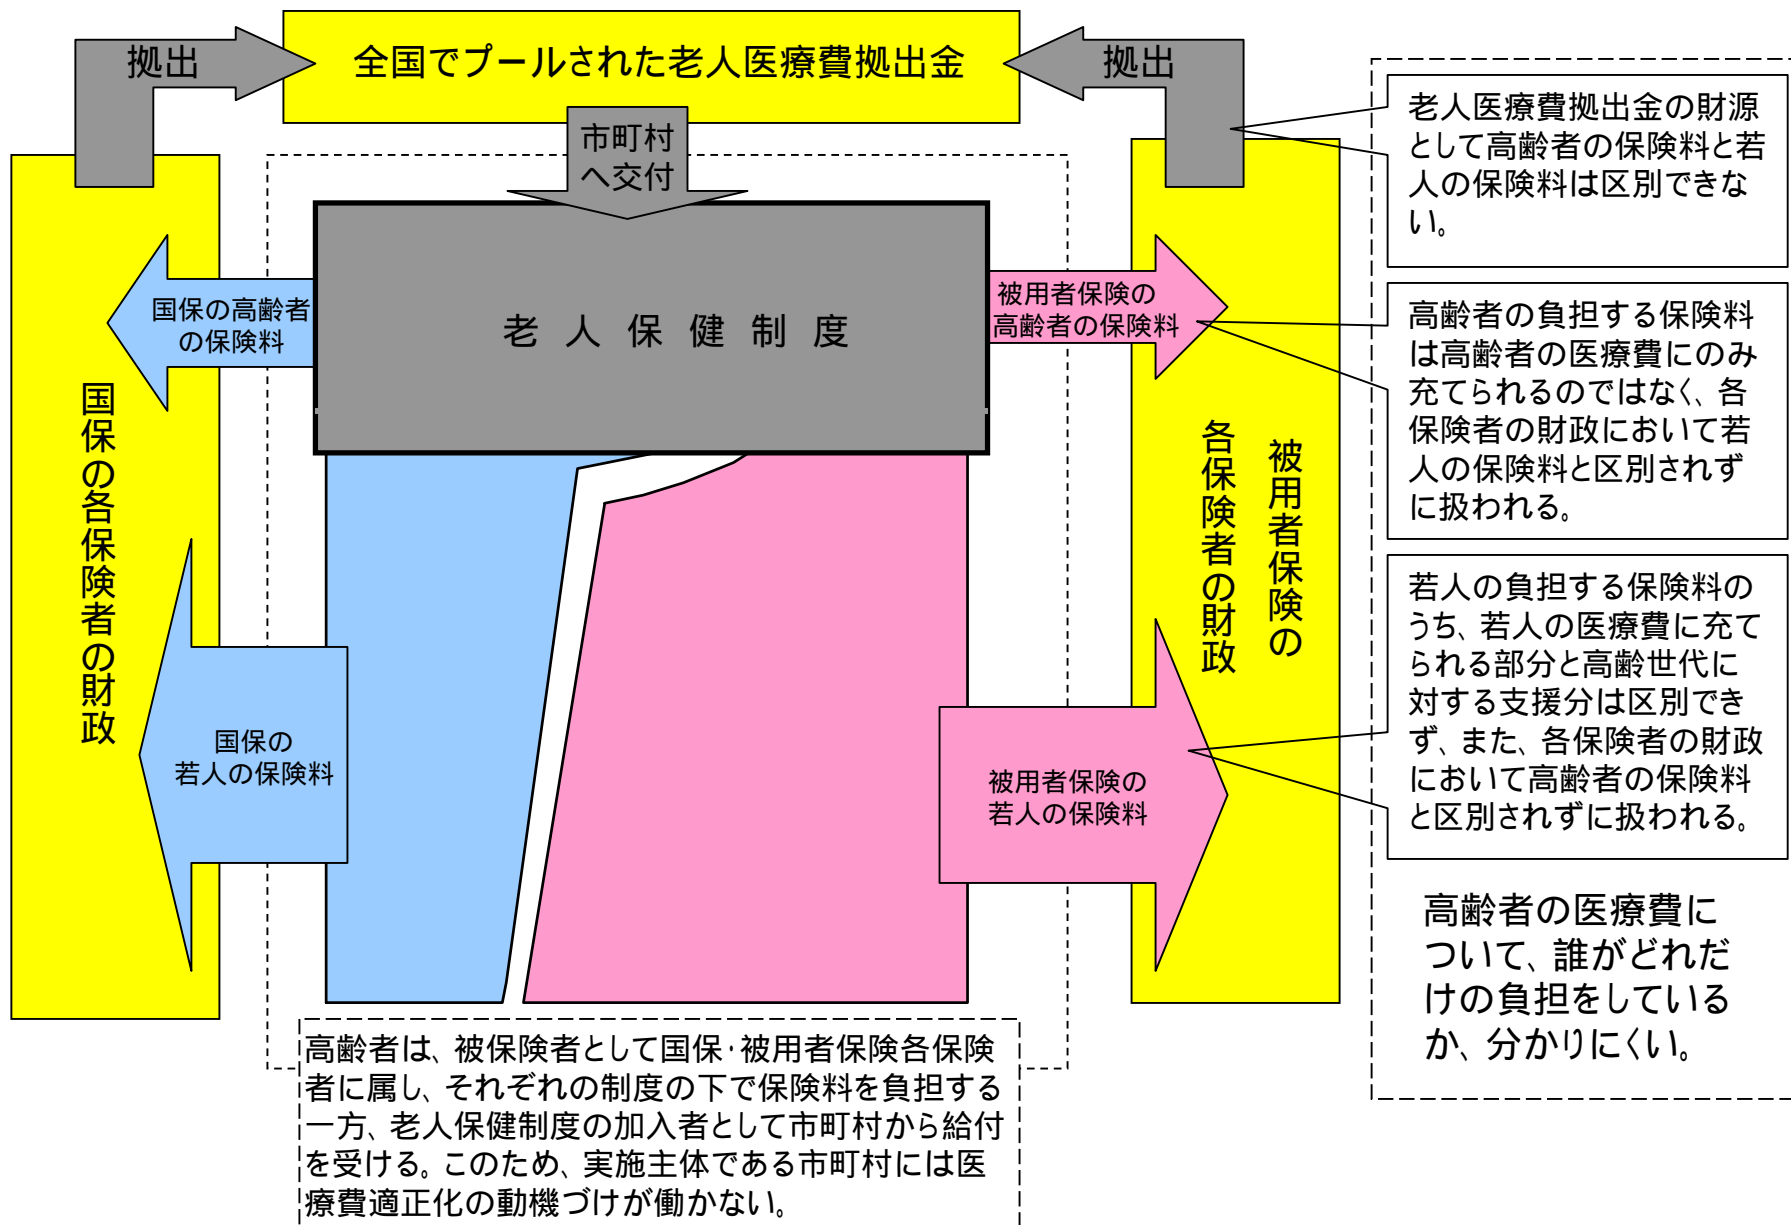 拠出
全国でプールされた老人医療費拠出金
拠出
市町村
へ交付
老人医療費拠出金の財源
として高齢者の保険料と若
人の保険料は区別できな
い。
国保の高齢者
の保険料
老人保健制度
被用者保険の
高齢者の保険料
高齢者の負担する保険料
は高齢者の医療費にのみ
充てられるのではなく、各
保険者の財政において若
人の保険料と区別されず
に扱われる。
国保の各保険者の財政
被用者保険の
各保険者の財政
若人の負担する保険料の
うち、若人の医療費に充て
られる部分と高齢世代に
対する支援分は区別でき
ず、また、各保険者の財政
において高齢者の保険料
と区別されずに扱われる。
国保の
若人の保険料
被用者保険の
若人の保険料
高齢者の医療費に
ついて、誰がどれだ
けの負担をしている
か、分かりにくい。
高齢者は、被保険者として国保・被用者保険各保険
者に属し、それぞれの制度の下で保険料を負担する
一方、老人保健制度の加入者として市町村から給付
を受ける。このため、実施主体である市町村には医
療費適正化の動機づけが働かない。